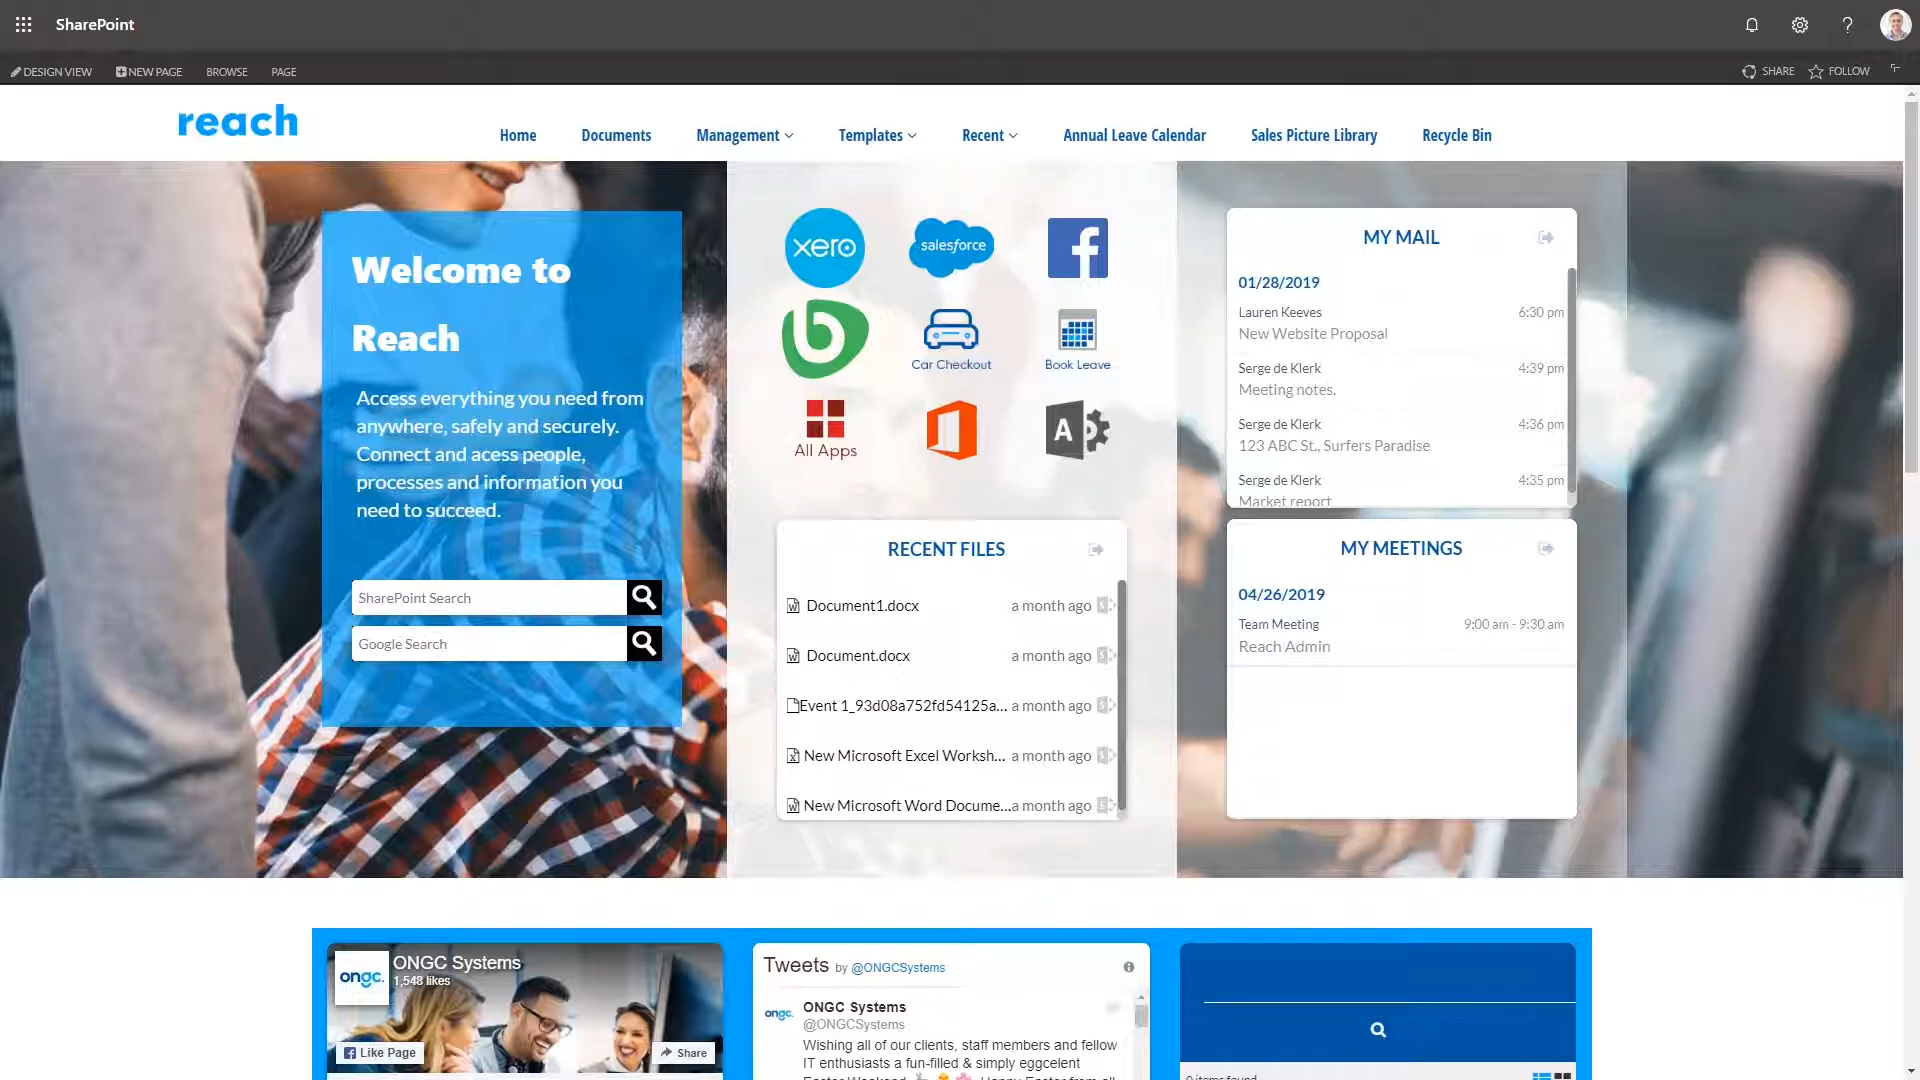 SharePoint
DESIGN VIEW NEW PAGE BROWSE PAGE SHARE FOLLOW
reach
Home Documents Management Templates Recent Annual Leave Calendar Sales Picture Library Recycle Bin
Welcome to
Reach
Access everything you need from
anywhere, safely and securely.
Connect and acess people,
processes and information you
need to succeed.
SharePoint Search
Google Search
xero
salesforce
f
b
Car Checkout
Book Leave
All Apps
A
RECENT FILES
Document1.docx a month ago
Document.docx a month ago
Event 1_93d08a752fd54125a... a month ago
New Microsoft Excel Worksh... a month ago
New Microsoft Word Docume... a month ago
MY MAIL
01/28/2019
Lauren Keeves 6:30 pm
New Website Proposal
Serge de Klerk 4:39 pm
Meeting notes.
Serge de Klerk 4:36 pm
123 ABC St., Surfers Paradise
Serge de Klerk 4:35 pm
Market report
MY MEETINGS
04/26/2019
Team Meeting 9:00 am - 9:30 am
Reach Admin
ongc.
ONGC Systems
1,548 likes
Like Page
Share
Tweets by @ONGCSystems
ongc.
ONGC Systems
@ONGCSystems
Wishing all of our clients, staff members and fellow
IT enthusiasts a fun-filled & simply eggcelent
0 items found